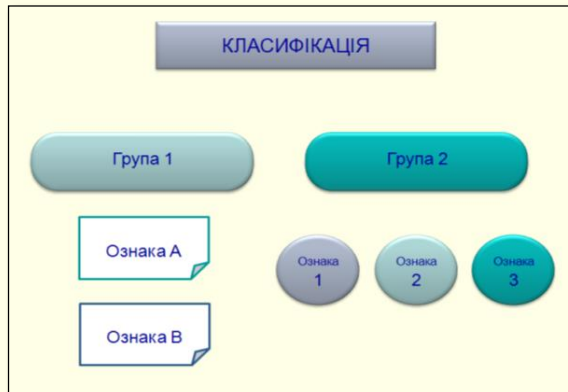 КЛАСИФІКАЦІЯ
Група 1
Група 2
Ознака А
Ознака В
Ознака
1
Ознака
2
Ознака
3